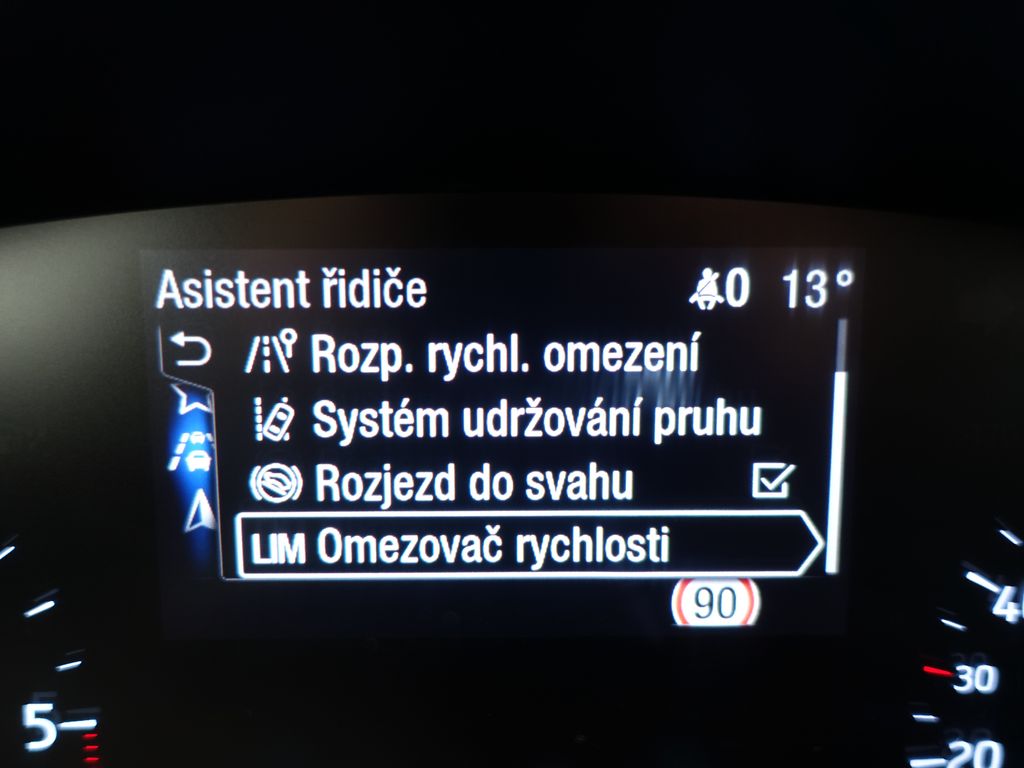 Asistent řidiče 0 13°
Rozp. rychl. omezení
Systém udržování pruhu
Rozjezd do svahu
LIM Omezovač rychlosti
90
30
5
20